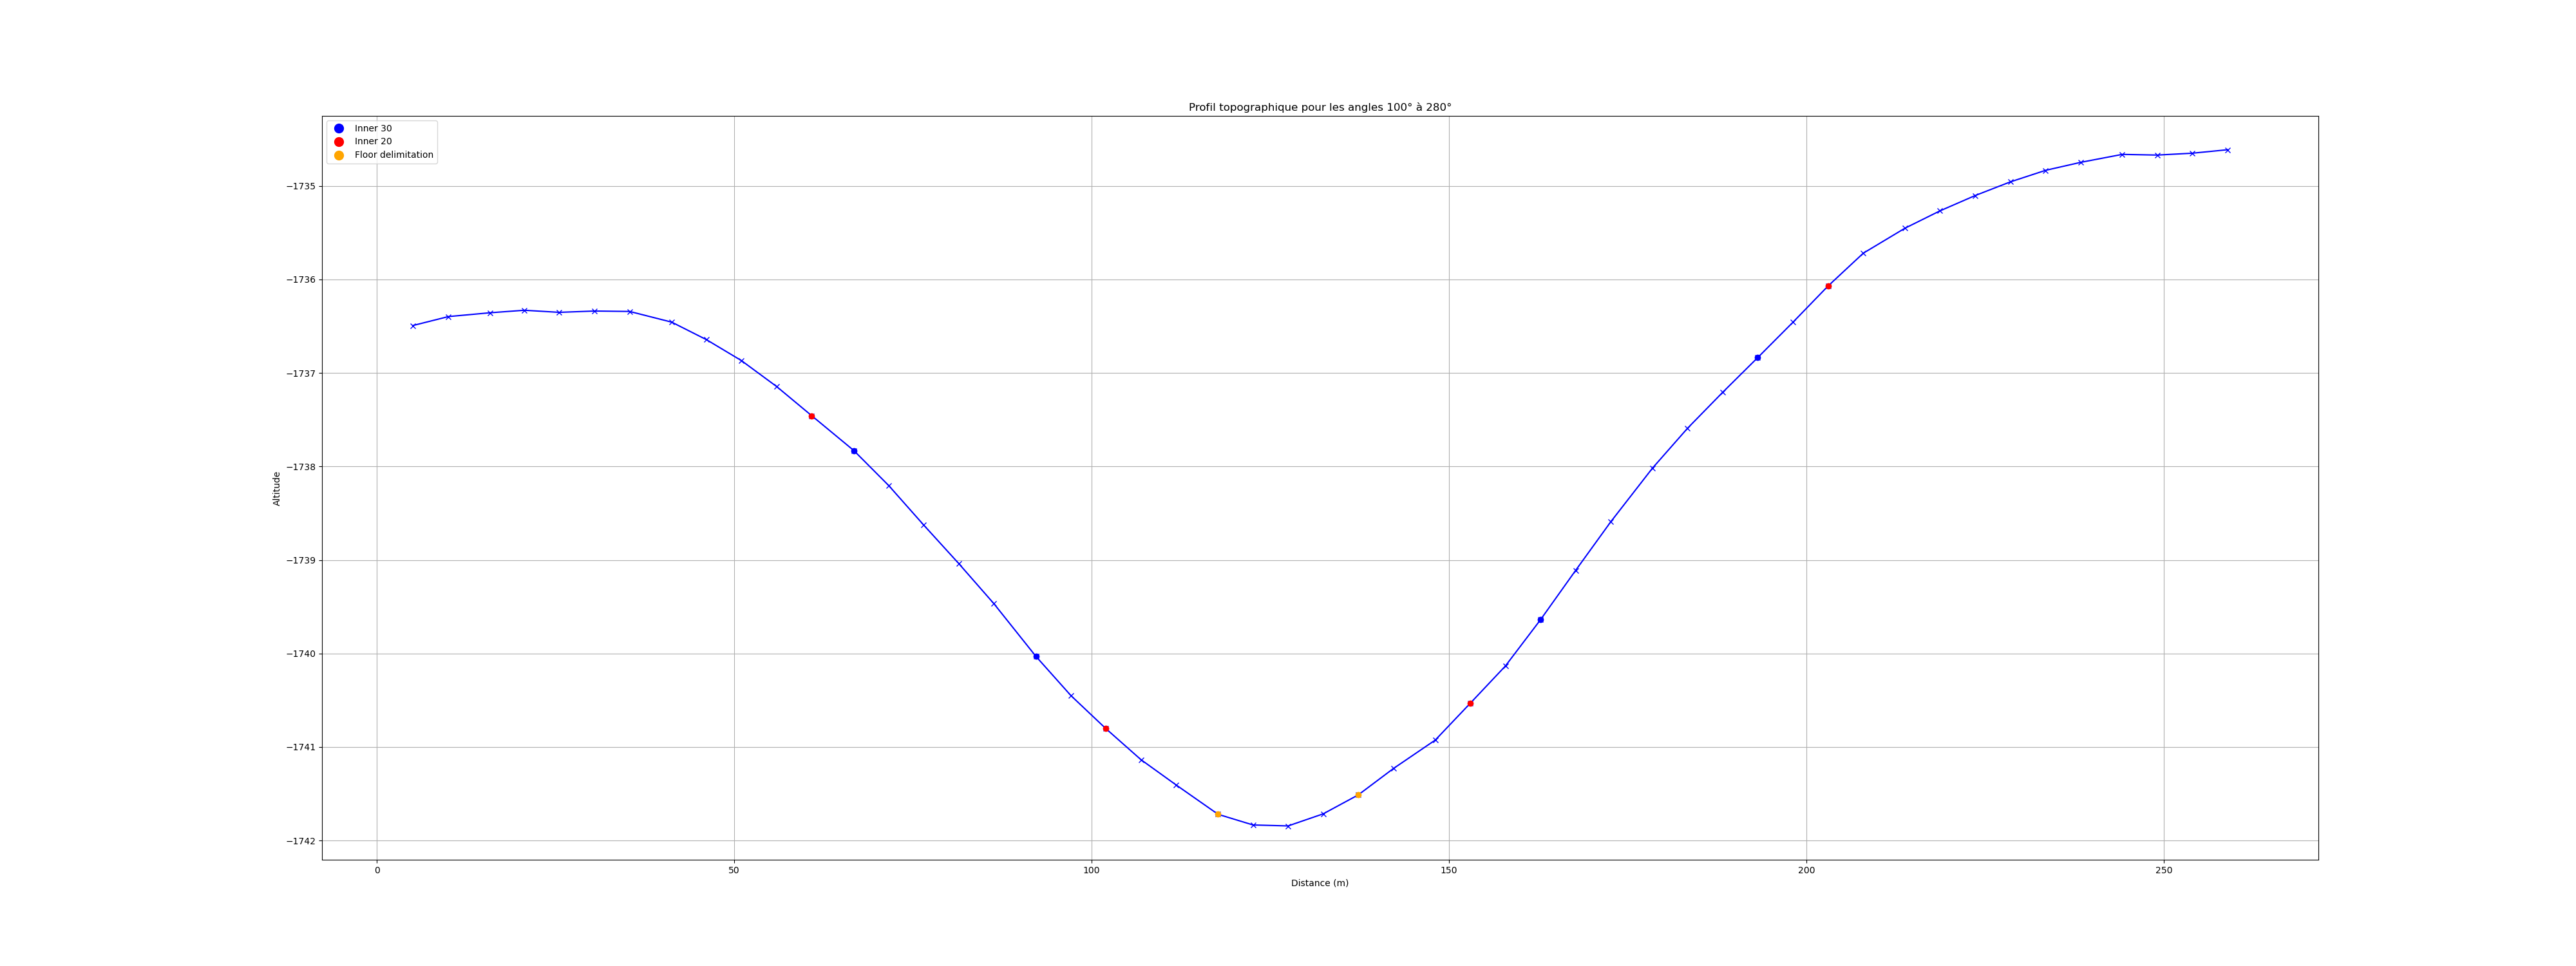 Profil topographique pour les angles 100° à 280°
Inner 30
Inner 20
Floor delimitation
−1735
−1736
−1737
−1738
−1739
−1740
−1741
−1742
Altitude
0
50
100
150
200
250
Distance (m)